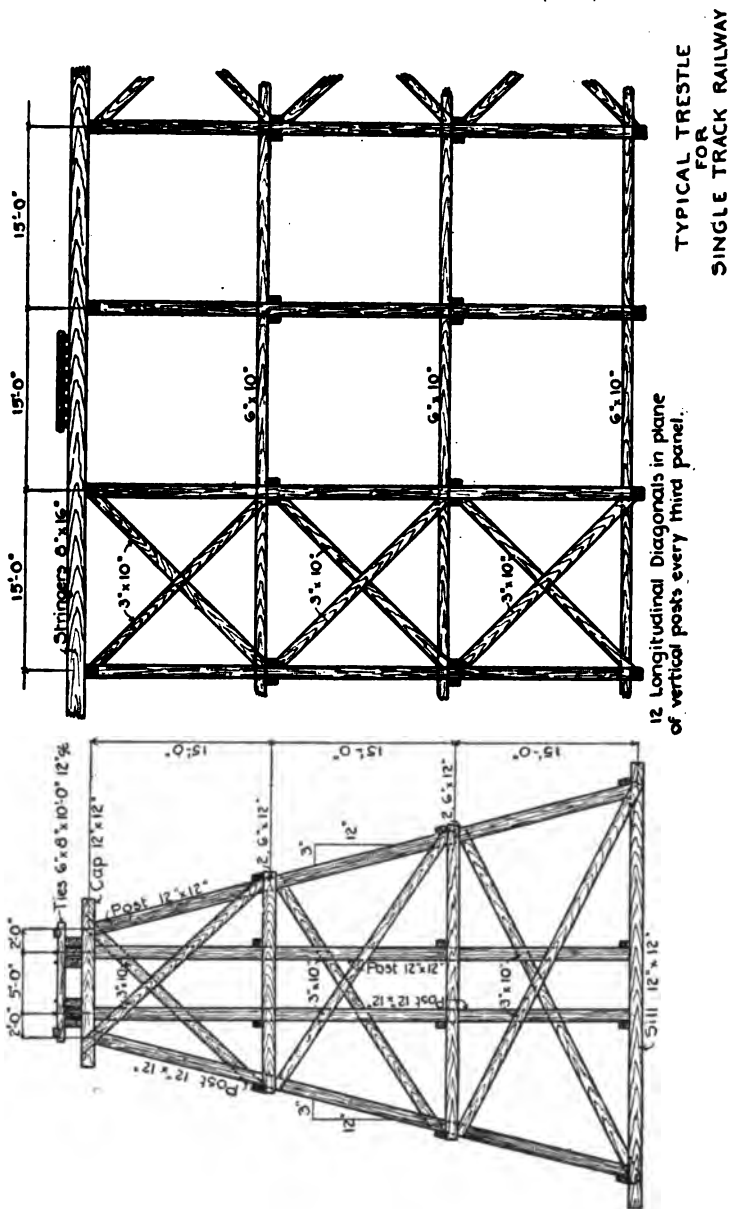 TYPICAL TRESTLE
FOR
SINGLE TRACK RAILWAY
15'-0"
15'-0"
15'-0"
Stringers 8"x16"
3"x10"
3"x10"
3"x10"
6"x10"
6"x10"
6"x10"
12 Longitudinal Diagonals in plane
of vertical posts every third panel.
2'-0" 5'-0" 2'-0"
Ties 6"x8"x10'-0" 12"%
Cap 12"x12"
Post 12"x12"
3"x10"
Post 12"x12"
2, 6"x12"
15'-0"
3"
12"
3"
12"
3"x10"
Post 12"x12"
Post 12"x12"
2, 6"x12"
15'-0"
3"x10"
15'-0"
Sill 12"x12"